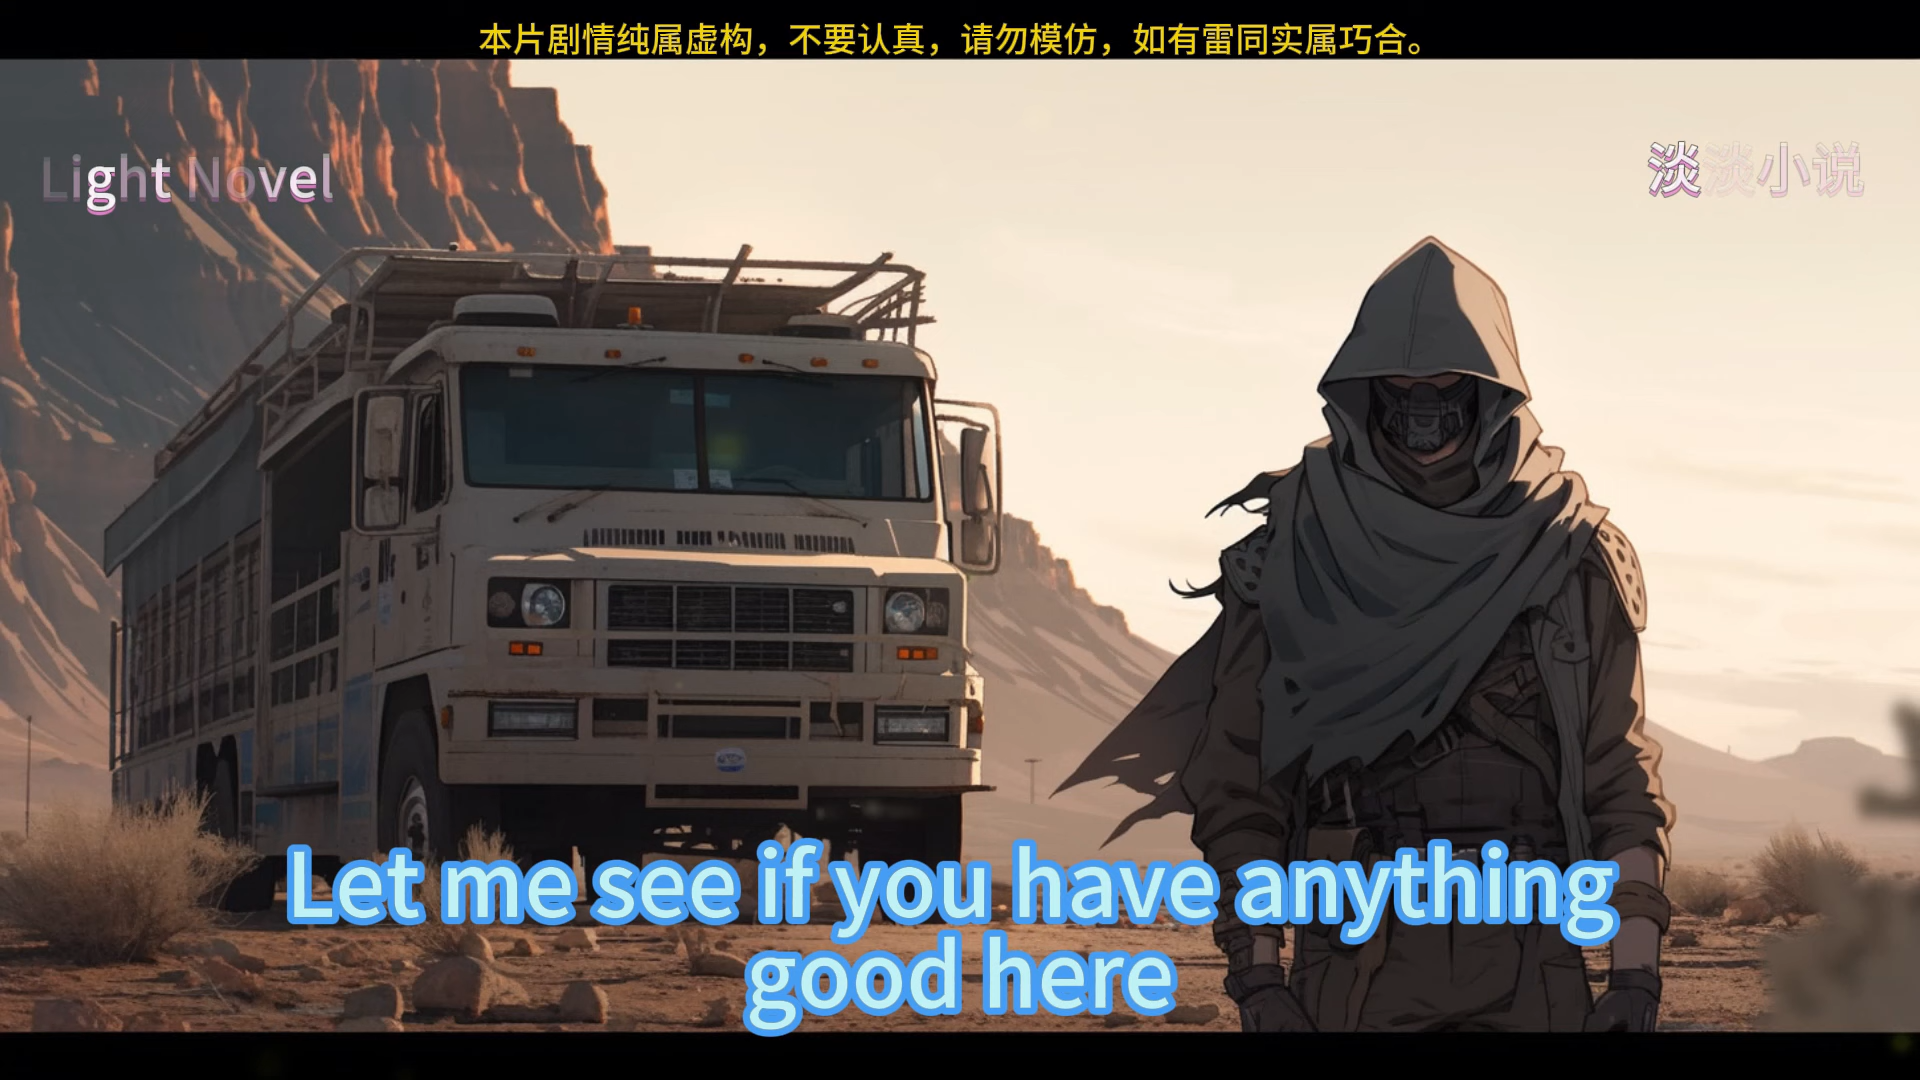 本片剧情纯属虚构，不要认真，请勿模仿，如有雷同实属巧合。
Light Novel
淡淡小说
Let me see if you have anything
good here